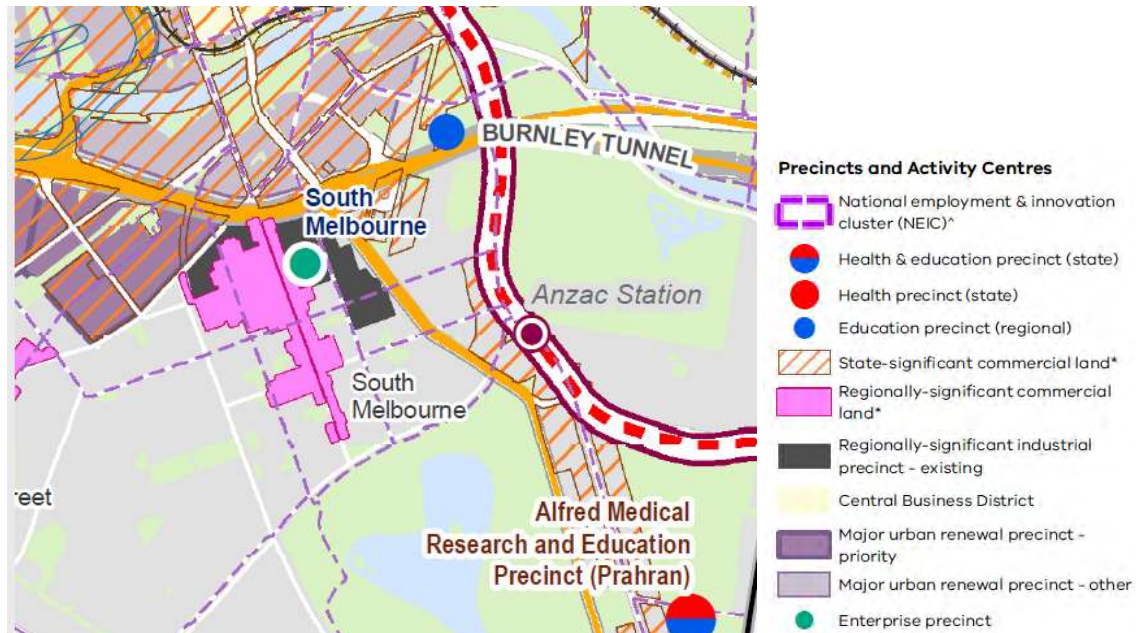 BURNLEY TUNNEL
South
Melbourne
Anzac Station
South
Melbourne
reet
Alfred Medical
Research and Education
Precinct (Prahran)
Precincts and Activity Centres
National employment & innovation
cluster (NEIC)^
Health & education precinct (state)
Health precinct (state)
Education precinct (regional)
State-significant commercial land*
Regionally-significant commercial
land*
Regionally-significant industrial
precinct - existing
Central Business District
Major urban renewal precinct -
priority
Major urban renewal precinct - other
Enterprise precinct